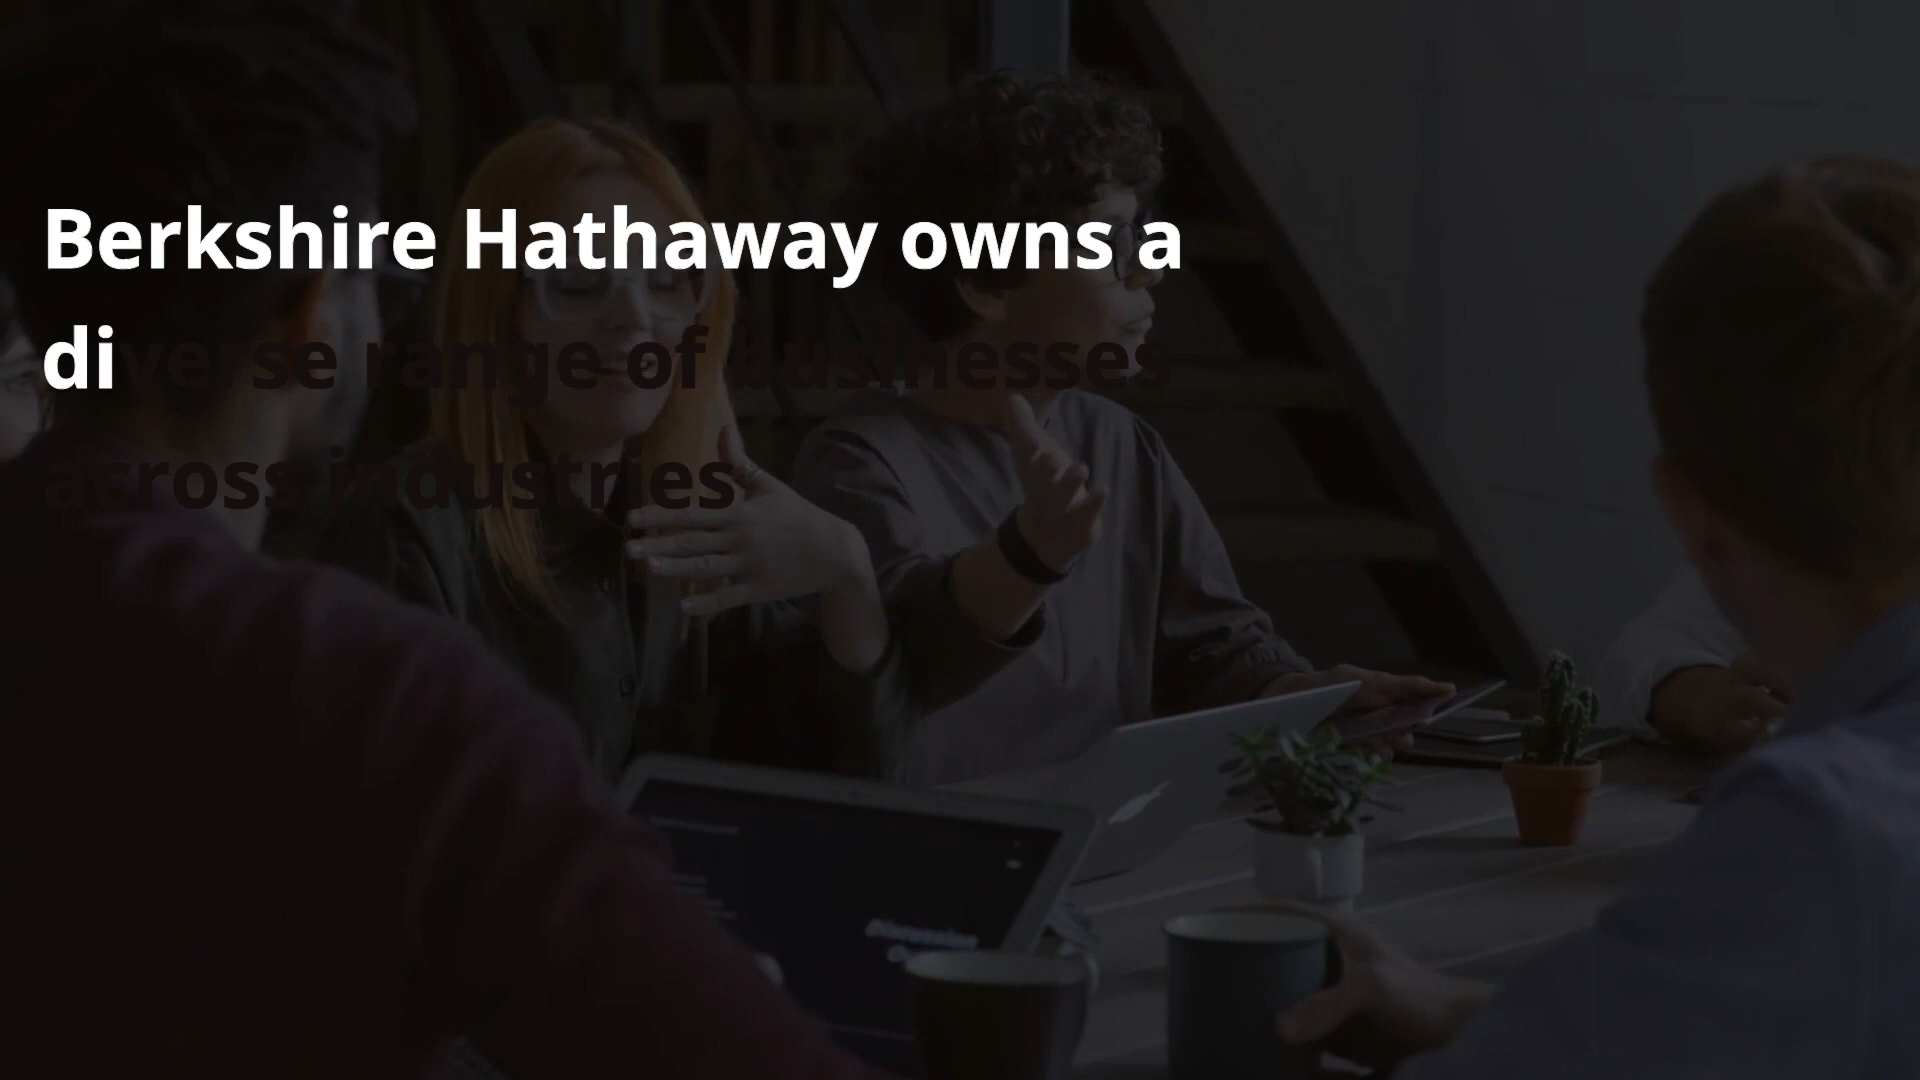 Berkshire Hathaway owns a
diverse range of businesses
across industries